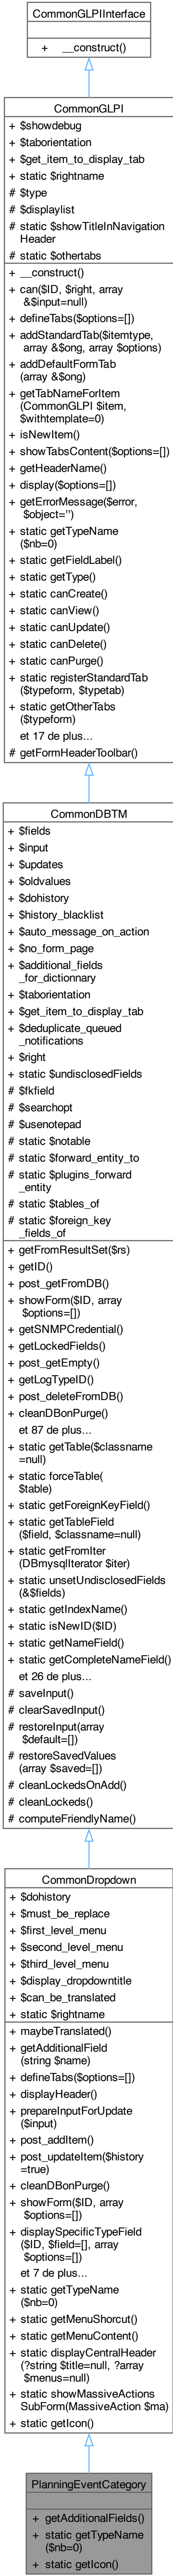 CommonGLPIInterface
+ __construct()
CommonGLPI
+ $showdebug
+ $taborientation
+ $get_item_to_display_tab
+ static $rightname
# $type
# $displaylist
# static $showTitleInNavigation
Header
# static $othertabs
+ __construct()
+ can($ID, $right, array
&$input=null)
+ defineTabs($options=[])
+ addStandardTab($itemtype,
array &$ong, array $options)
+ addDefaultFormTab
(array &$ong)
+ getTabNameForItem
(CommonGLPI $item,
$withtemplate=0)
+ isNewItem()
+ showTabsContent($options=[])
+ getHeaderName()
+ display($options=[])
+ getErrorMessage($error,
$object='')
+ static getTypeName
($nb=0)
+ static getFieldLabel()
+ static getType()
+ static canCreate()
+ static canView()
+ static canUpdate()
+ static canDelete()
+ static canPurge()
+ static registerStandardTab
($typeform, $typetab)
+ static getOtherTabs
($typeform)
et 17 de plus...
# getFormHeaderToolbar()
CommonDBTM
+ $fields
+ $input
+ $updates
+ $oldvalues
+ $dohistory
+ $history_blacklist
+ $auto_message_on_action
+ $no_form_page
+ $additional_fields
_for_dictionnary
+ $taborientation
+ $get_item_to_display_tab
+ $deduplicate_queued
_notifications
+ $right
+ static $undisclosedFields
# $fkfield
# $searchopt
# $usenotepad
# static $notable
# static $forward_entity_to
# static $plugins_forward
_entity
# static $tables_of
# static $foreign_key
_fields_of
+ getFromResultSet($rs)
+ getID()
+ post_getFromDB()
+ showForm($ID, array
$options=[])
+ getSNMPCredential()
+ getLockedFields()
+ post_getEmpty()
+ getLogTypeID()
+ post_deleteFromDB()
+ cleanDBonPurge()
et 87 de plus...
+ static getTable($classname
=null)
+ static forceTable(
$table)
+ static getForeignKeyField()
+ static getTableField
($field, $classname=null)
+ static getFromIter
(DBmysqlIterator $iter)
+ static unsetUndisclosedFields
(&$fields)
+ static getIndexName()
+ static isNewID($ID)
+ static getNameField()
+ static getCompleteNameField()
et 26 de plus...
# saveInput()
# clearSavedInput()
# restoreInput(array
$default=[])
# restoreSavedValues
(array $saved=[])
# cleanLockedsOnAdd()
# cleanLockeds()
# computeFriendlyName()
CommonDropdown
+ $dohistory
+ $must_be_replace
+ $first_level_menu
+ $second_level_menu
+ $third_level_menu
+ $display_dropdowntitle
+ $can_be_translated
+ static $rightname
+ maybeTranslated()
+ getAdditionalField
(string $name)
+ defineTabs($options=[])
+ displayHeader()
+ prepareInputForUpdate
($input)
+ post_addItem()
+ post_updateItem($history
=true)
+ cleanDBonPurge()
+ showForm($ID, array
$options=[])
+ displaySpecificTypeField
($ID, $field=[], array
$options=[])
et 7 de plus...
+ static getTypeName
($nb=0)
+ static getMenuShorcut()
+ static getMenuContent()
+ static displayCentralHeader
(?string $title=null, ?array
$menus=null)
+ static showMassiveActions
SubForm(MassiveAction $ma)
+ static getIcon()
PlanningEventCategory
+ getAdditionalFields()
+ static getTypeName
($nb=0)
+ static getIcon()